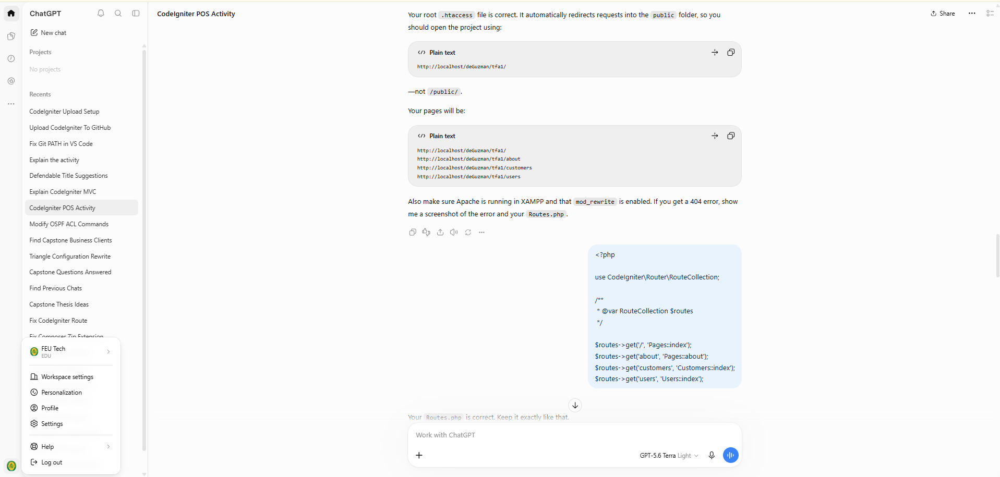 ChatGPT
New chat
Projects
No projects
Recents
CodeIgniter Upload Setup
Upload CodeIgniter To GitHub
Fix Git PATH in VS Code
Explain the activity
Defendable Title Suggestions
Explain CodeIgniter MVC
CodeIgniter POS Activity
Modify OSPF ACL Commands
Find Capstone Business Clients
Triangle Configuration Rewrite
Capstone Questions Answered
Find Previous Chats
Capstone Thesis Ideas
Fix CodeIgniter Route
Fix Composer Zip Extension
FEU Tech
EDU
Workspace settings
Personalization
Profile
Settings
Help
Log out
CodeIgniter POS Activity
Share
Your root .htaccess file is correct. It automatically redirects requests into the public folder, so you
should open the project using:
Plain text
http://localhost/deGuzman/tfa1/
—not /public/.
Your pages will be:
Plain text
http://localhost/deGuzman/tfa1/
http://localhost/deGuzman/tfa1/about
http://localhost/deGuzman/tfa1/customers
http://localhost/deGuzman/tfa1/users
Also make sure Apache is running in XAMPP and that mod_rewrite is enabled. If you get a 404 error, show
me a screenshot of the error and your Routes.php.
<?php
use CodeIgniter\Router\RouteCollection;
/**
* @var RouteCollection $routes
*/
$routes->get('/', 'Pages::index');
$routes->get('about', 'Pages::about');
$routes->get('customers', 'Customers::index');
$routes->get('users', 'Users::index');
Your Routes.php is correct. Keep it exactly like that.
Work with ChatGPT
GPT-5.6 Terra Light